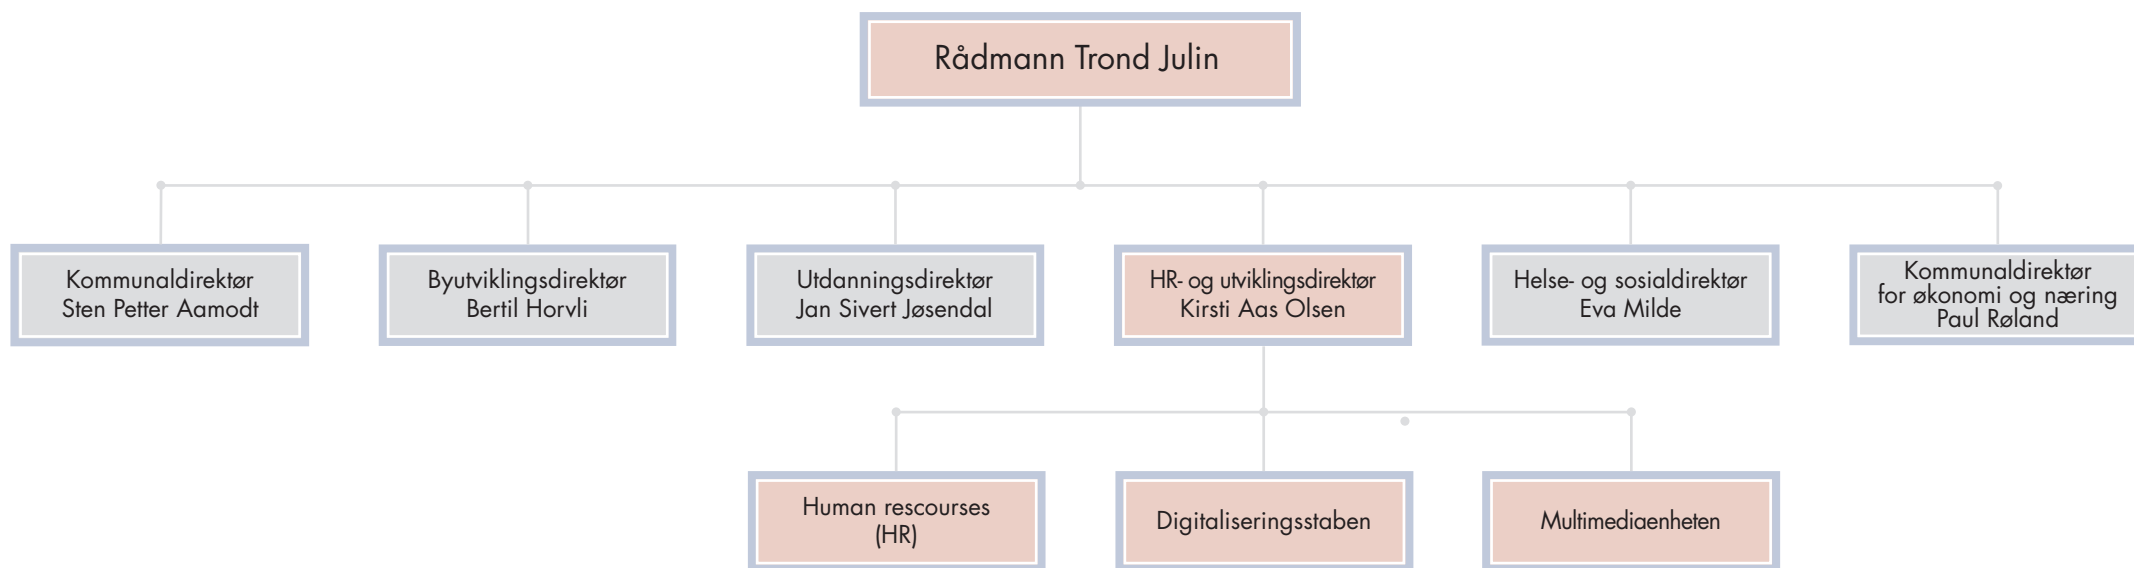 Rådmann Trond Julin
Kommunaldirektør
Sten Petter Aamodt
Byutviklingsdirektør
Bertil Horvli
Utdanningsdirektør
Jan Sivert Jøsendal
HR- og utviklingsdirektør
Kirsti Aas Olsen
Helse- og sosialdirektør
Eva Milde
Kommunaldirektør
for økonomi og næring
Paul Røland
Human rescourses
(HR)
Digitaliseringsstaben
Multimediaenheten